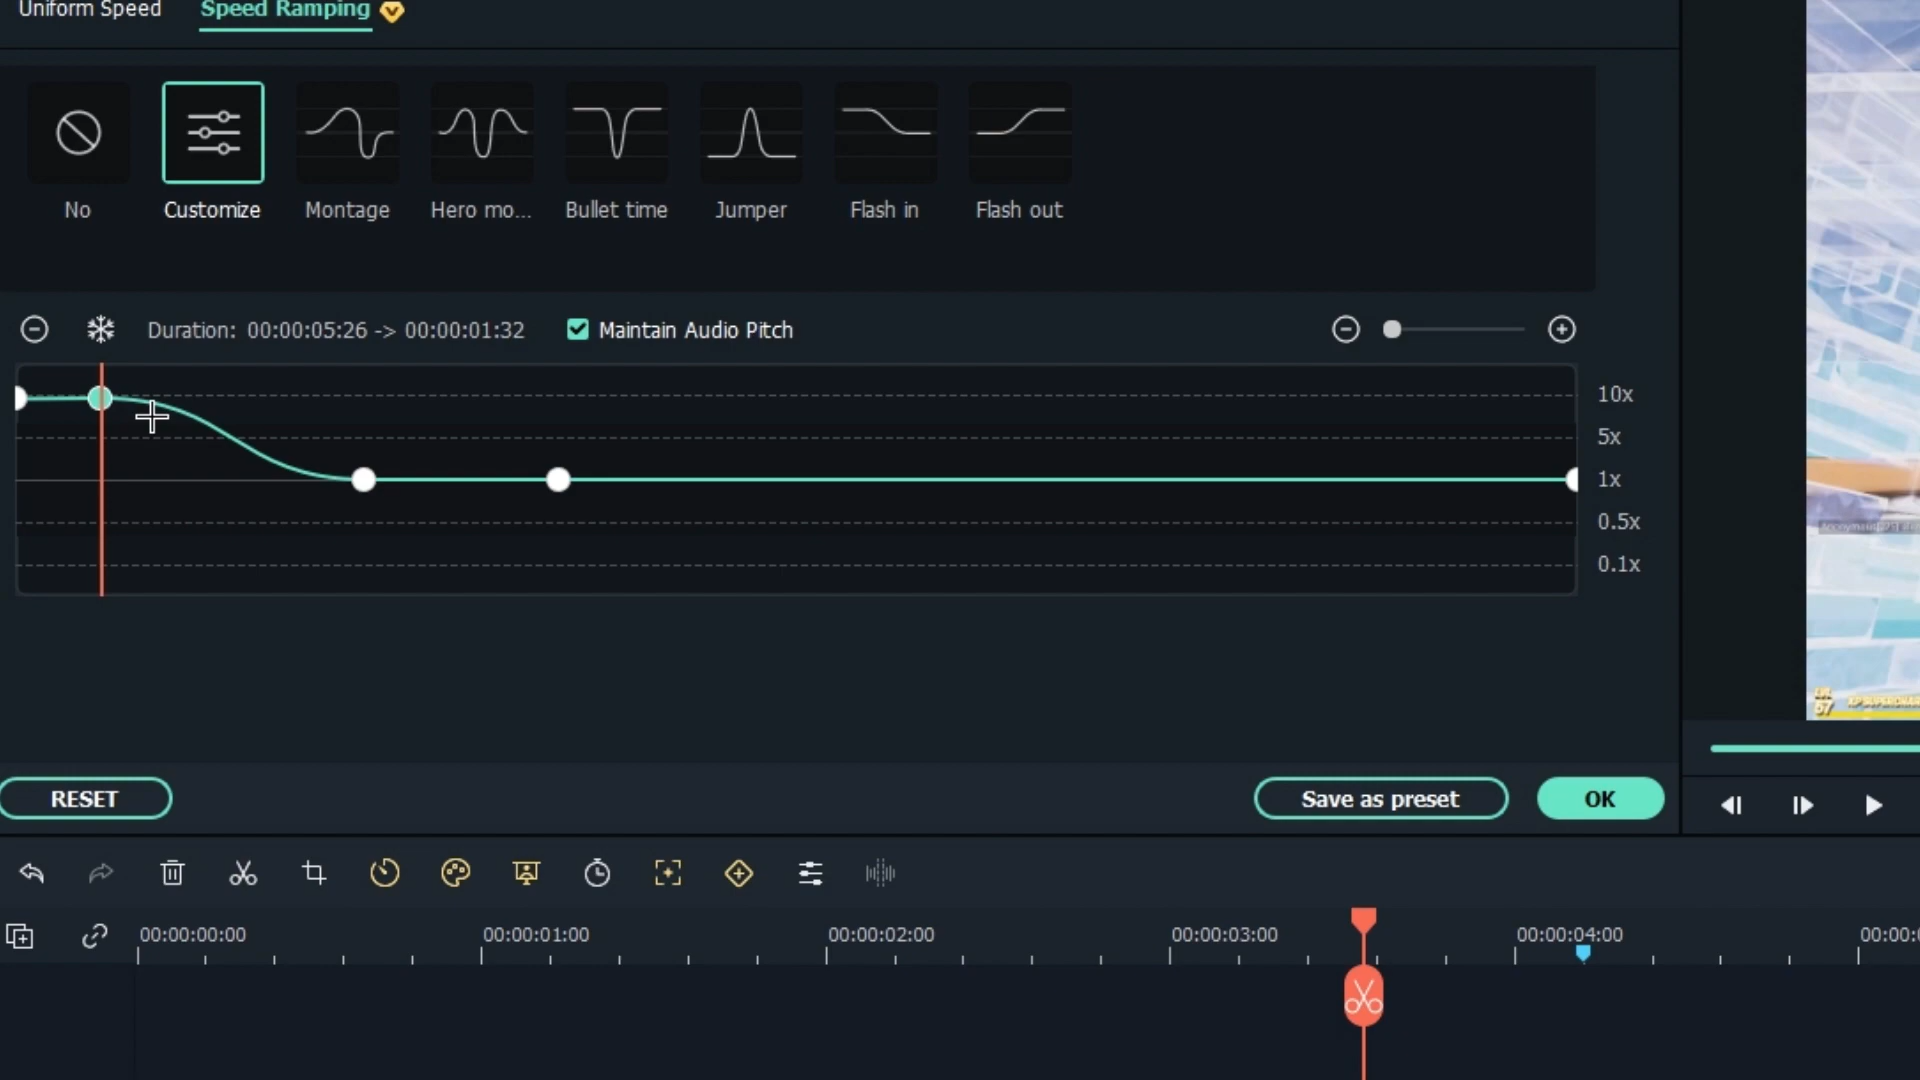 Uniform Speed
Speed Ramping
No
Customize
Montage
Hero mo...
Bullet time
Jumper
Flash in
Flash out
Duration: 00:00:05:26 -> 00:00:01:32
Maintain Audio Pitch
10x
5x
1x
0.5x
0.1x
57
RESET
Save as preset
OK
00:00:00:00
00:00:01:00
00:00:02:00
00:00:03:00
00:00:04:00
00:00: